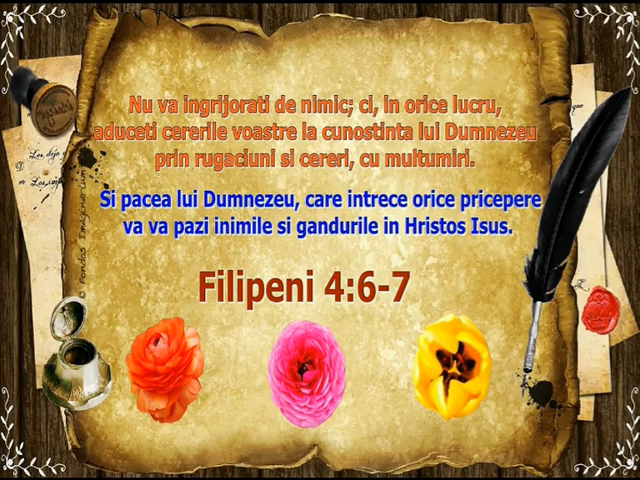 Nu va ingrijorati de nimic; ci, in orice lucru,
aduceti cererile voastre la cunostinta lui Dumnezeu
prin rugaciuni si cereri, cu multumiri.
Si pacea lui Dumnezeu, care intrece orice pricepere
va va pazi inimile si gandurile in Hristos Isus.
Filipeni 4:6-7
© Fondos Imaginarium